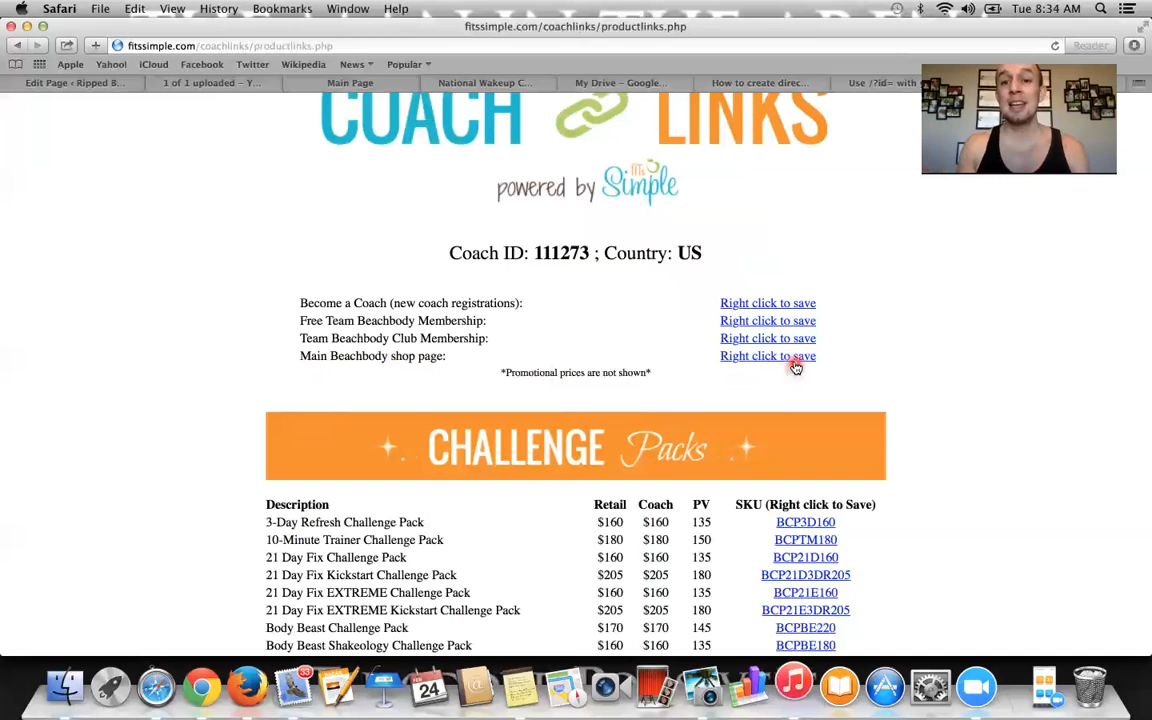 Safari File Edit View History Bookmarks Window Help Tue 8:34 AM
fitssimple.com/coachlinks/productlinks.php
fitssimple.com/coachlinks/productlinks.php Reader
Apple Yahoo! iCloud Facebook Twitter Wikipedia News Popular
Edit Page ‹ Ripped B... 1 of 1 uploaded – Y... Main Page National Wakeup C... My Drive – Google... How to create direc... Use /?id= with
COACH LINKS
powered by FITs Simple
Coach ID: 111273 ; Country: US
Become a Coach (new coach registrations): Right click to save
Free Team Beachbody Membership: Right click to save
Team Beachbody Club Membership: Right click to save
Main Beachbody shop page: Right click to save
*Promotional prices are not shown*
CHALLENGE Packs
Description Retail Coach PV SKU (Right click to Save)
3-Day Refresh Challenge Pack $160 $160 135 BCP3D160
10-Minute Trainer Challenge Pack $180 $180 150 BCPTM180
21 Day Fix Challenge Pack $160 $160 135 BCP21D160
21 Day Fix Kickstart Challenge Pack $205 $205 180 BCP21D3DR205
21 Day Fix EXTREME Challenge Pack $160 $160 135 BCP21E160
21 Day Fix EXTREME Kickstart Challenge Pack $205 $205 180 BCP21E3DR205
Body Beast Challenge Pack $170 $170 145 BCPBE220
Body Beast Shakeology Challenge Pack $160 $160 135 BCPBE180
33
FEB
24